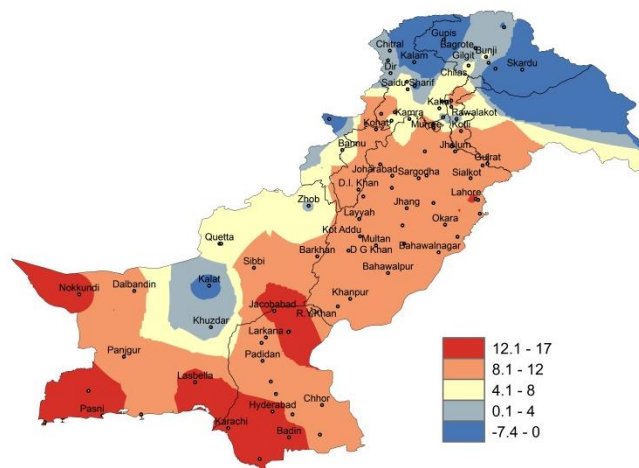 Gupis
Chitral
Bagrote
Kalam
Bunji
Gilgit
Skardu
Dir
Chilas
Saidu Sharif
Kamra
Rawalakot
Kohat
Kotli
Bannu
Jhalum
Gujrat
Joharabad
Sargodha
Sialkot
D.I. Khan
Lahore
Zhob
Jhang
Layyah
Okara
Kot Addu
Quetta
Multan
Barkhan
D G Khan
Bahawalnagar
Sibbi
Bahawalpur
Kalat
Nokkundi
Dalbandin
Khanpur
Jacobabad
R.Y.Khan
Khuzdar
Larkana
Panjgur
Padidan
Lasbella
Chhor
Pasni
Hyderabad
Karachi
Badin
12.1 - 17
8.1 - 12
4.1 - 8
0.1 - 4
-7.4 - 0